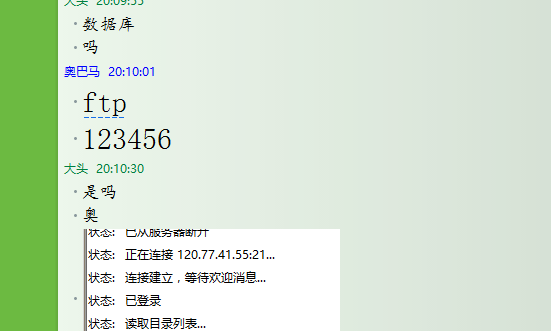 大头 20:09:55
数据库
吗
奥巴马 20:10:01
ftp
123456
大头 20:10:30
是吗
奥
状态: 已从服务器断开
状态: 正在连接 120.77.41.55:21...
状态: 连接建立，等待欢迎消息...
状态: 已登录
状态: 读取目录列表...